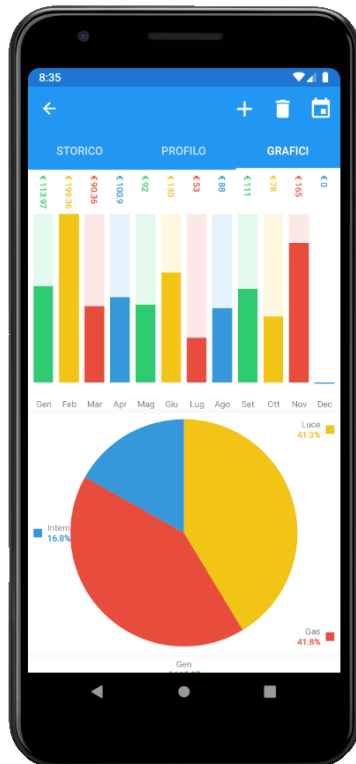 8:35
STORICO PROFILO GRAFICI
€ 113.97 € 199.36 € 90.36 € 100.9 € 92 € 130 € 53 € 88 € 111 € 78 € 165 € 0
Gen Feb Mar Apr Mag Giu Lug Ago Set Ott Nov Dec
Luce
41.3%
Intern
16.8%
Gas
41.8%
Gen